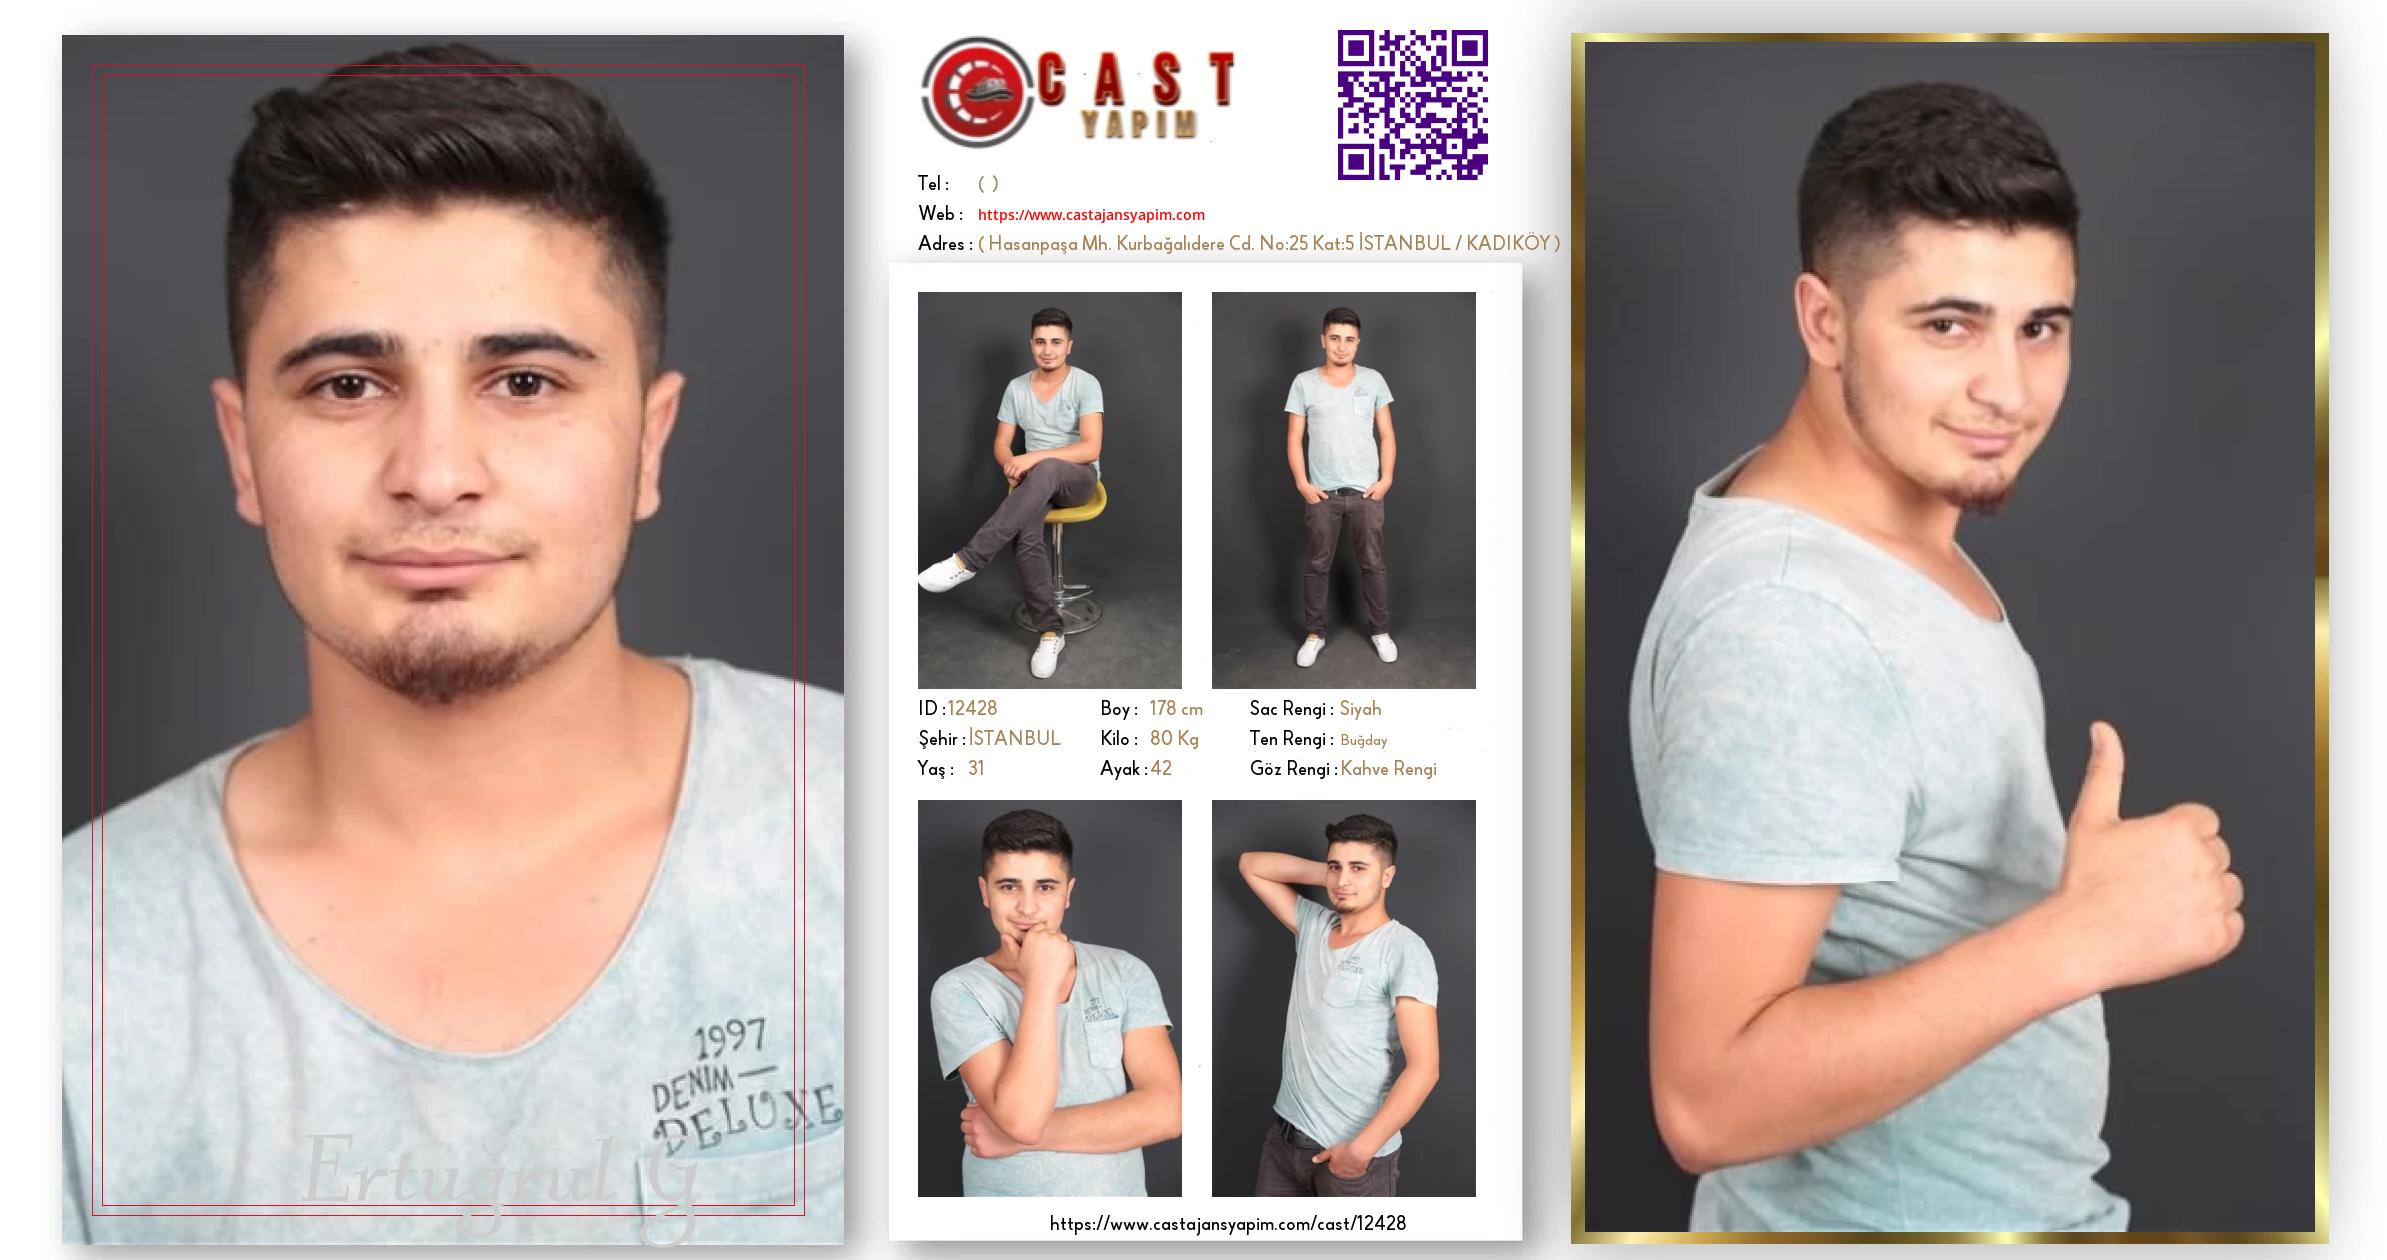 1997
DENIM —
DELUXE
Ertuğrul G
CAST
YAPIM
Tel : ( )
Web : https://www.castajansyapim.com
Adres : ( Hasanpaşa Mh. Kurbağalıdere Cd. No:25 Kat:5 İSTANBUL / KADIKÖY )
ID : 12428 Boy : 178 cm Sac Rengi : Siyah
Şehir : İSTANBUL Kilo : 80 Kg Ten Rengi : Buğday
Yaş : 31 Ayak : 42 Göz Rengi : Kahve Rengi
https://www.castajansyapim.com/cast/12428